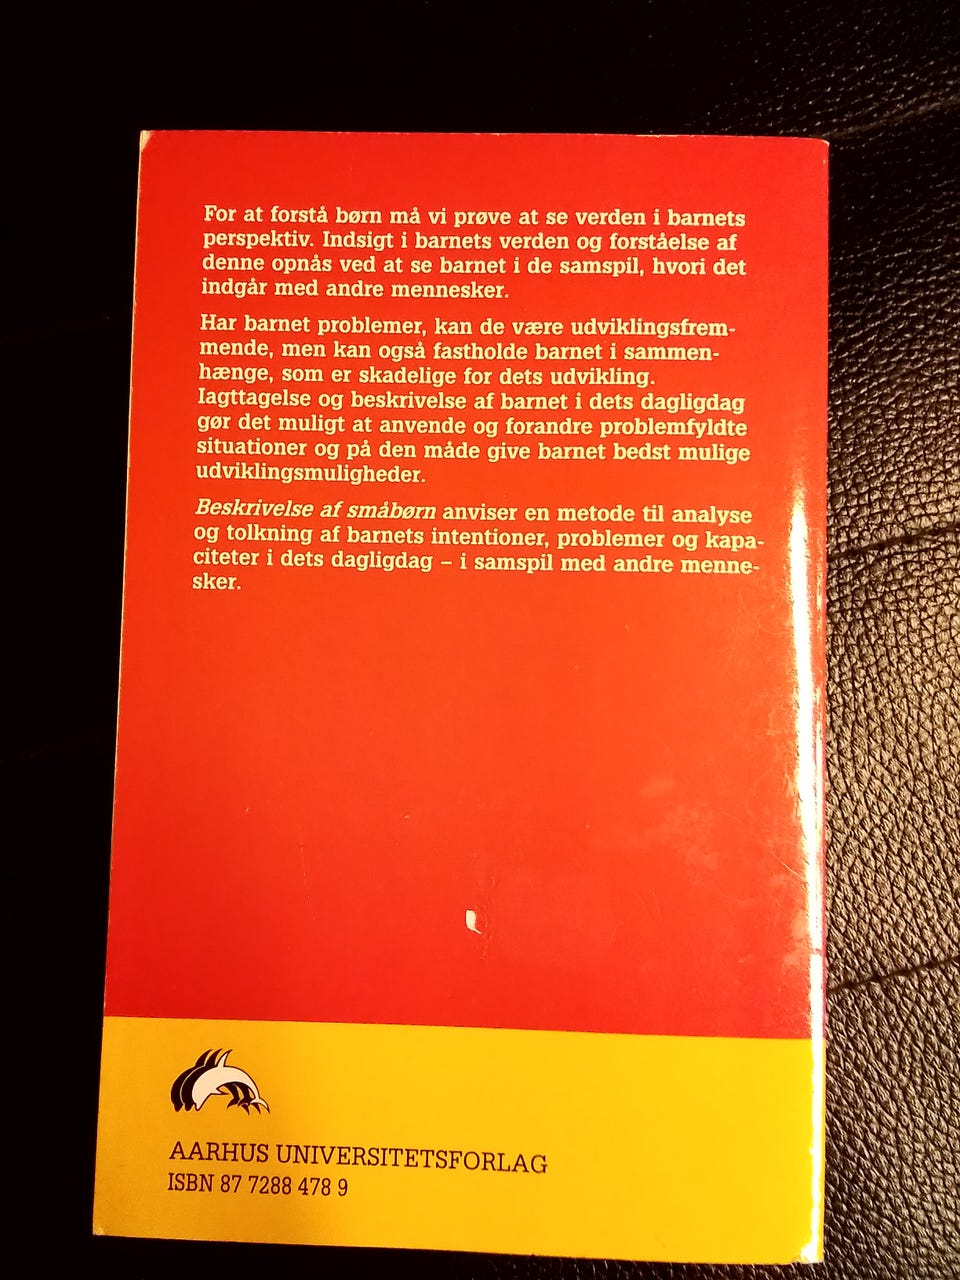 For at forstå børn må vi prøve at se verden i barnets
perspektiv. Indsigt i barnets verden og forståelse af
denne opnås ved at se barnet i de samspil, hvori det
indgår med andre mennesker.
Har barnet problemer, kan de være udviklingsfrem-
mende, men kan også fastholde barnet i sammen-
hænge, som er skadelige for dets udvikling.
Iagttagelse og beskrivelse af barnet i dets dagligdag
gør det muligt at anvende og forandre problemfyldte
situationer og på den måde give barnet bedst mulige
udviklingsmuligheder.
Beskrivelse af småbørn anviser en metode til analyse
og tolkning af barnets intentioner, problemer og kapa-
citeter i dets dagligdag – i samspil med andre menne-
sker.
AARHUS UNIVERSITETSFORLAG
ISBN 87 7288 478 9